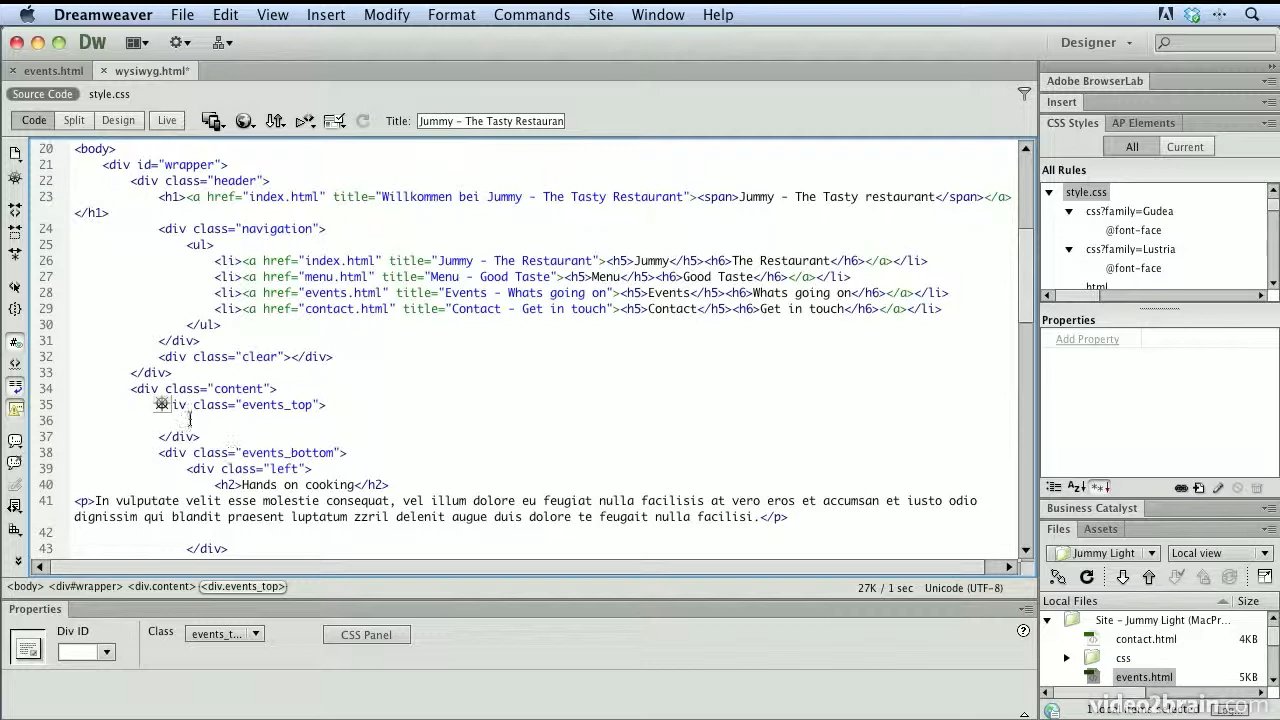 Dreamweaver File Edit View Insert Modify Format Commands Site Window Help
Dw Designer
events.html wysiwyg.html*
Source Code style.css
Code Split Design Live Title: Jummy - The Tasty Restauran
20 <body>
21 <div id="wrapper">
22 <div class="header">
23 <h1><a href="index.html" title="Willkommen bei Jummy - The Tasty Restaurant"><span>Jummy - The Tasty restaurant</span></a>
</h1>
24 <div class="navigation">
25 <ul>
26 <li><a href="index.html" title="Jummy - The Restaurant"><h5>Jummy</h5><h6>The Restaurant</h6></a></li>
27 <li><a href="menu.html" title="Menu - Good Taste"><h5>Menu</h5><h6>Good Taste</h6></a></li>
28 <li><a href="events.html" title="Events - Whats going on"><h5>Events</h5><h6>Whats going on</h6></a></li>
29 <li><a href="contact.html" title="Contact - Get in touch"><h5>Contact</h5><h6>Get in touch</h6></a></li>
30 </ul>
31 </div>
32 <div class="clear"></div>
33 </div>
34 <div class="content">
35 iv class="events_top">
36
37 </div>
38 <div class="events_bottom">
39 <div class="left">
40 <h2>Hands on cooking</h2>
41 <p>In vulputate velit esse molestie consequat, vel illum dolore eu feugiat nulla facilisis at vero eros et accumsan et iusto odio
dignissim qui blandit praesent luptatum zzril delenit augue duis dolore te feugait nulla facilisi.</p>
42
43 </div>
<body> <div#wrapper> <div.content> <div.events_top> 27K / 1 sec Unicode (UTF-8)
Properties
Div ID Class events_t... CSS Panel
Adobe BrowserLab
Insert
CSS Styles AP Elements
All Current
All Rules
style.css
css?family=Gudea
@font-face
css?family=Lustria
@font-face
html
Properties
Add Property
Business Catalyst
Files Assets
Jummy Light Local view
Local Files Size
Site - Jummy Light (MacPr...
contact.html 4KB
css
events.html 5KB
video2brain.com